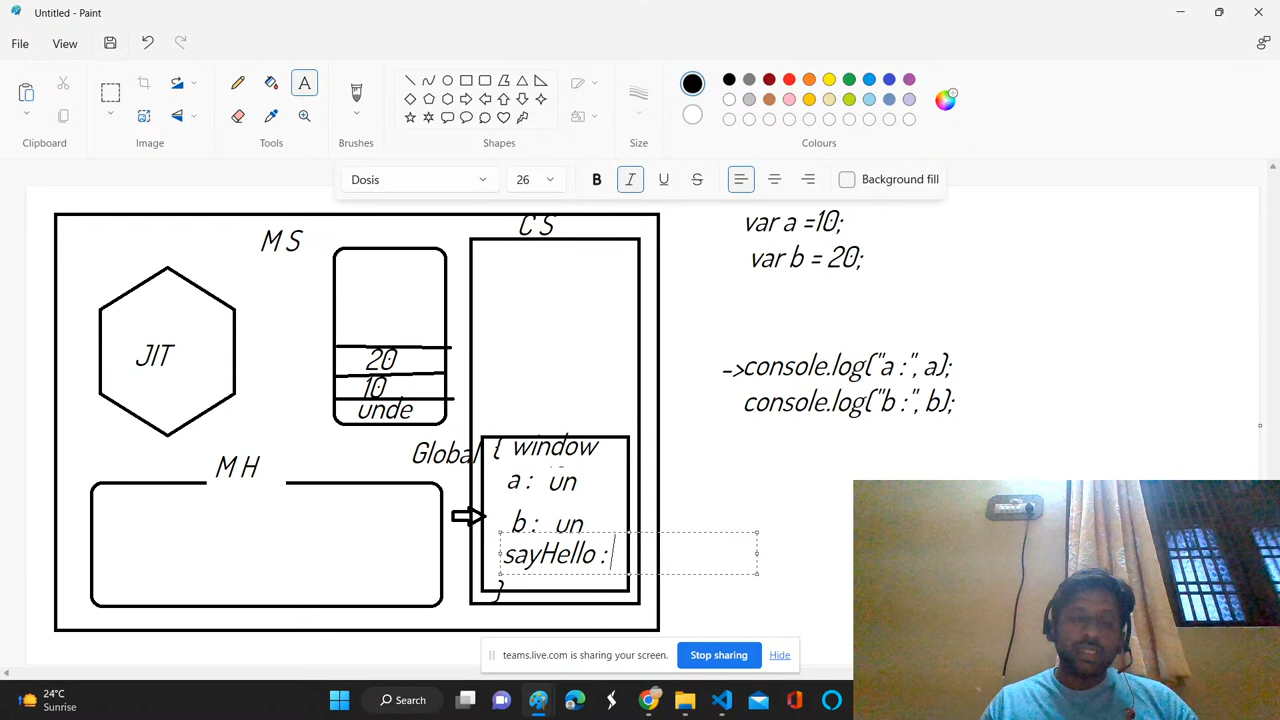 Untitled - Paint
File
View
Clipboard
Image
Tools
Brushes
Shapes
Size
Colours
A
Dosis
26
B
I
U
S
Background fill
C S
M S
JIT
20
10
unde
Global
{ window
a : un
b : un
sayHello :
}
M H
var a =10;
var b = 20;
->console.log("a :", a);
console.log("b :", b);
teams.live.com is sharing your screen.
Stop sharing
Hide
24°C
Sunrise
Search